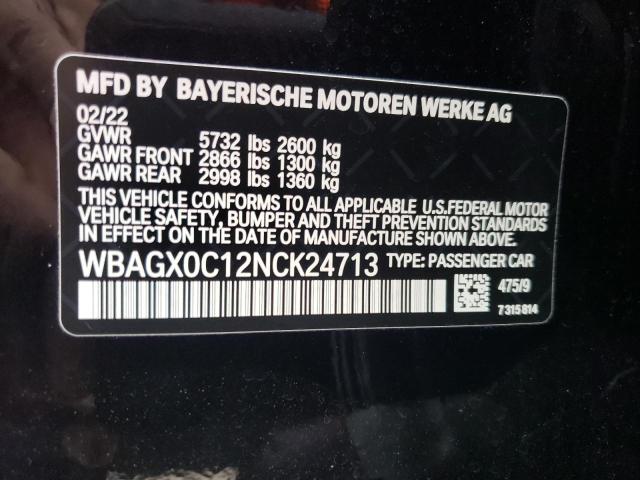 MFD BY BAYERISCHE MOTOREN WERKE AG
02/22
GVWR 5732 lbs 2600 kg
GAWR FRONT 2866 lbs 1300 kg
GAWR REAR 2998 lbs 1360 kg
THIS VEHICLE CONFORMS TO ALL APPLICABLE U.S.FEDERAL MOTOR
VEHICLE SAFETY, BUMPER AND THEFT PREVENTION STANDARDS
IN EFFECT ON THE DATE OF MANUFACTURE SHOWN ABOVE.
WBAGX0C12NCK24713 TYPE: PASSENGER CAR
475/9
7315814